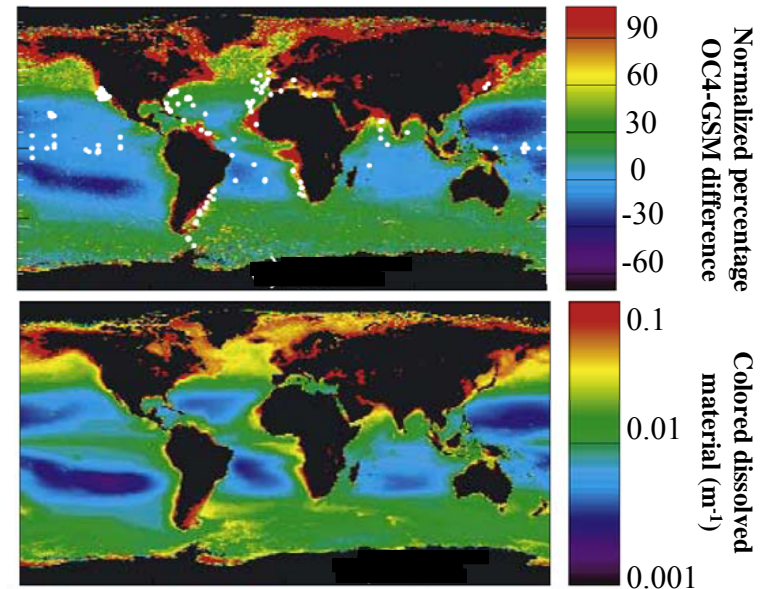 90
60
30
0
-30
-60
Normalized percentage
OC4-GSM difference
0.1
0.01
0.001
Colored dissolved
material (m⁻¹)